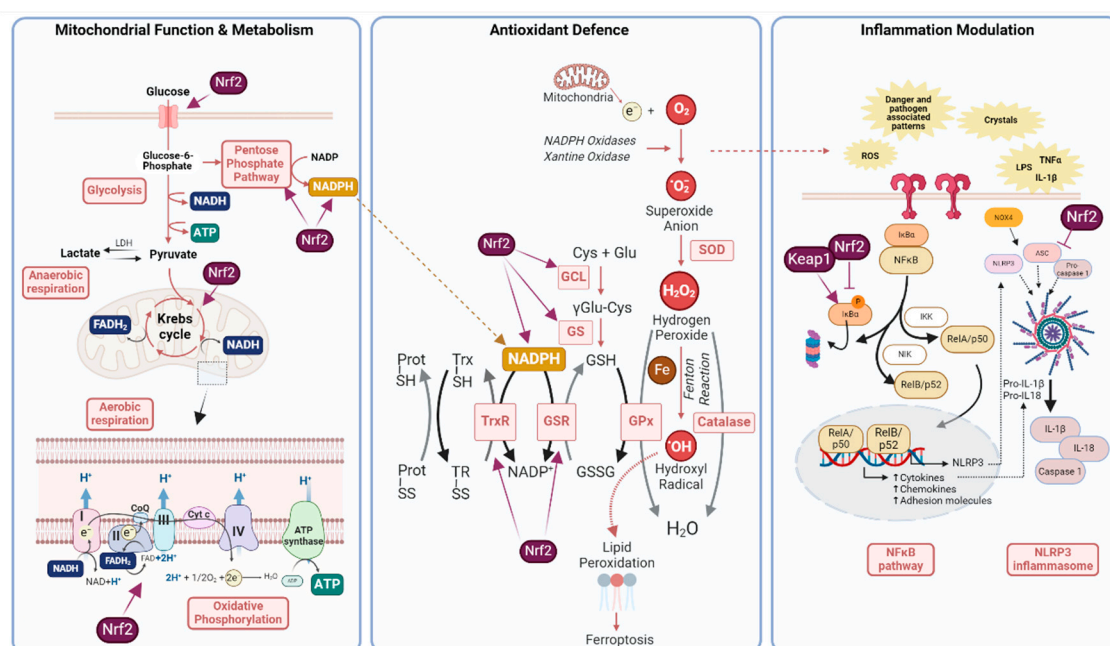 Mitochondrial Function & Metabolism
Nrf2
Glucose
Glucose-6-
Phosphate
Pentose
Phosphate
Pathway
NADP
NADPH
Glycolysis
NADH
Nrf2
ATP
LDH
Lactate
Pyruvate
Anaerobic
respiration
Nrf2
FADH2
Krebs
cycle
NADH
Aerobic
respiration
H⁺
H⁺
H⁺
H⁺
CoQ
I
II
III
Cyt c
IV
e⁻
e⁻
ATP
synthase
NADH
FADH2
FAD+2H⁺
NAD+H⁺
2H⁺ + 1/2O2 + 2e⁻
H2O
ADP
ATP
Nrf2
Oxidative
Phosphorylation
Antioxidant Defence
Mitochondria
e⁻ + O2
NADPH Oxidases
Xantine Oxidase
•O2⁻
Superoxide
Anion
SOD
Nrf2
Cys + Glu
GCL
γGlu-Cys
GS
H2O2
Hydrogen
Peroxide
NADPH
GSH
Prot
SH
Trx
SH
Fe
Fenton
Reaction
TrxR
GSR
GPx
Catalase
•OH
Hydroxyl
Radical
Prot
SS
TR
SS
NADP⁺
GSSG
H2O
Nrf2
Lipid
Peroxidation
Ferroptosis
Inflammation Modulation
Danger and
pathogen
associated
patterns
Crystals
ROS
LPS
TNFα
IL-1β
IκBα
NFκB
NOX4
Nrf2
Keap1
Nrf2
NLRP3
ASC
Pro-
caspase 1
P
IκBα
IKK
RelA/p50
NIK
RelB/p52
Pro-IL-1β
Pro-IL18
RelA/
p50
RelB/
p52
NLRP3
↑Cytokines
↑Chemokines
↑Adhesion molecules
IL-1β
IL-18
Caspase 1
NFκB
pathway
NLRP3
inflammasome